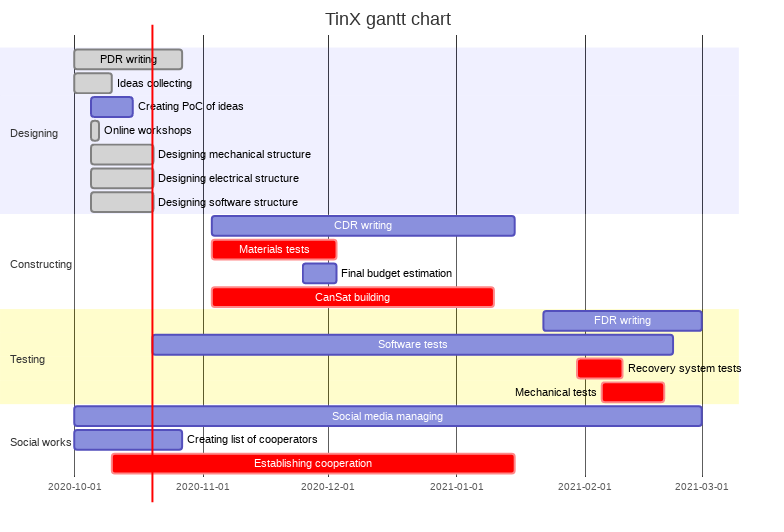 TinX gantt chart
PDR writing
Ideas collecting
Creating PoC of ideas
Online workshops
Designing
Designing mechanical structure
Designing electrical structure
Designing software structure
CDR writing
Materials tests
Constructing
Final budget estimation
CanSat building
FDR writing
Software tests
Testing
Recovery system tests
Mechanical tests
Social media managing
Social works
Creating list of cooperators
Establishing cooperation
2020-10-01 2020-11-01 2020-12-01 2021-01-01 2021-02-01 2021-03-01